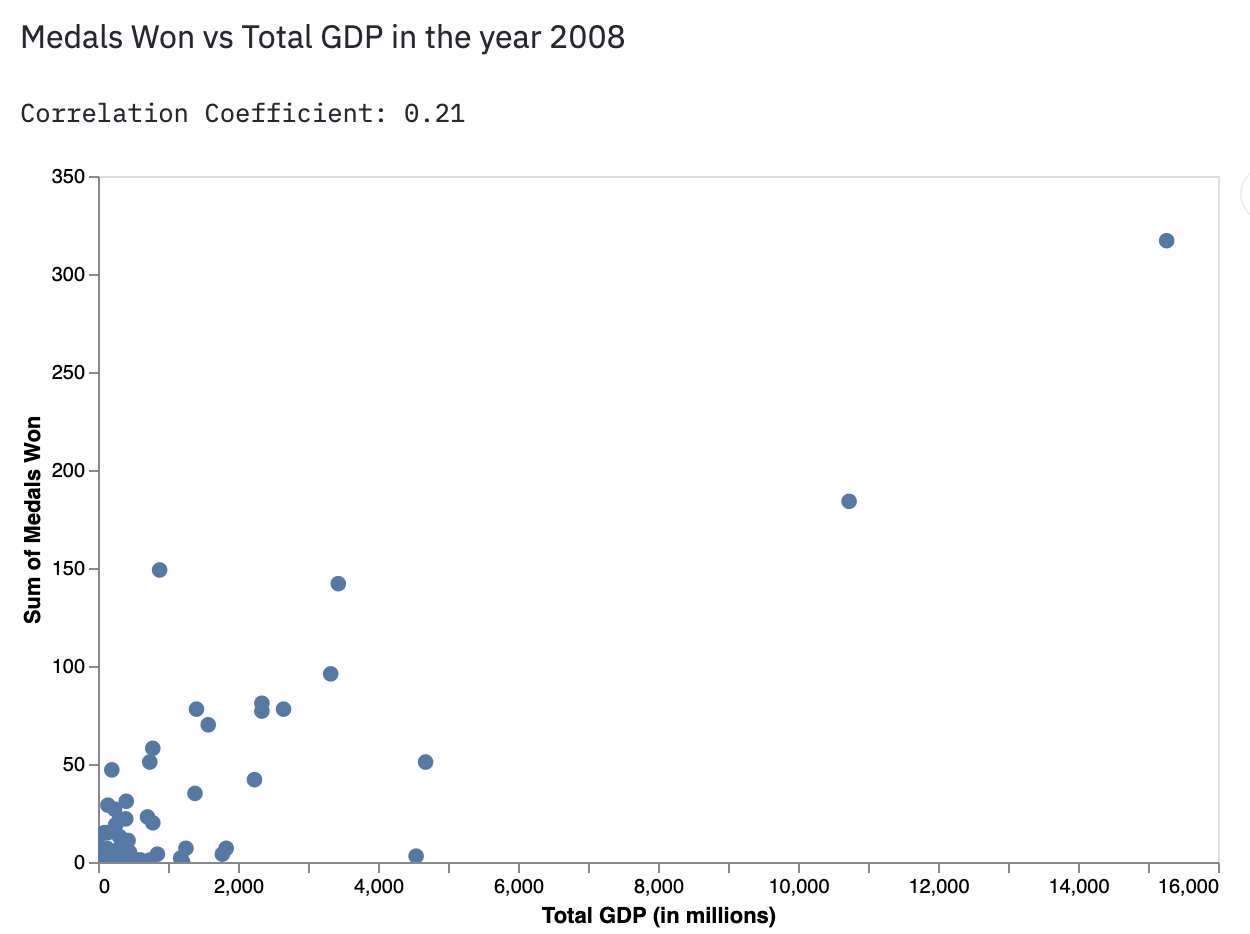 Medals Won vs Total GDP in the year 2008
Correlation Coefficient: 0.21
350
300
250
200
150
100
50
0
Sum of Medals Won
0 2,000 4,000 6,000 8,000 10,000 12,000 14,000 16,000
Total GDP (in millions)